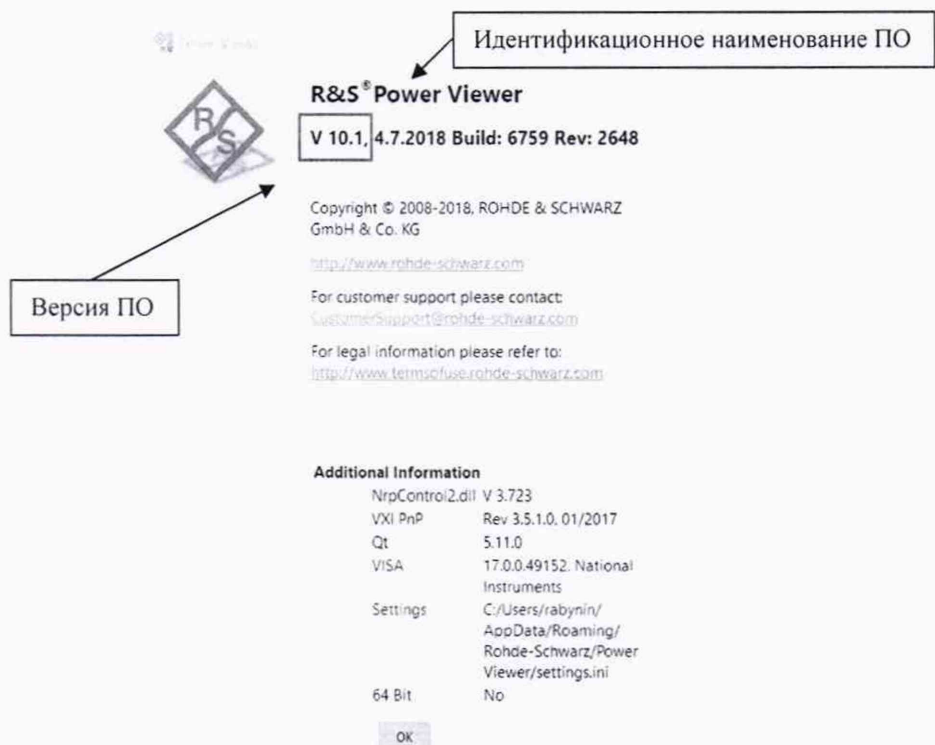 Идентификационное наименование ПО
R&S® Power Viewer
R
S
V 10.1, 4.7.2018 Build: 6759 Rev: 2648
Copyright © 2008-2018, ROHDE & SCHWARZ
GmbH & Co. KG
http://www.rohde-schwarz.com
Версия ПО
For customer support please contact:
CustomerSupport@rohde-schwarz.com
For legal information please refer to:
http://www.termsofuse.rohde-schwarz.com
Additional Information
NrpControl2.dll V 3.723
VXI PnP Rev 3.5.1.0, 01/2017
Qt 5.11.0
VISA 17.0.0.49152, National
Instruments
Settings C:/Users/rabynin/
AppData/Roaming/
Rohde-Schwarz/Power
Viewer/settings.ini
64 Bit No
OK